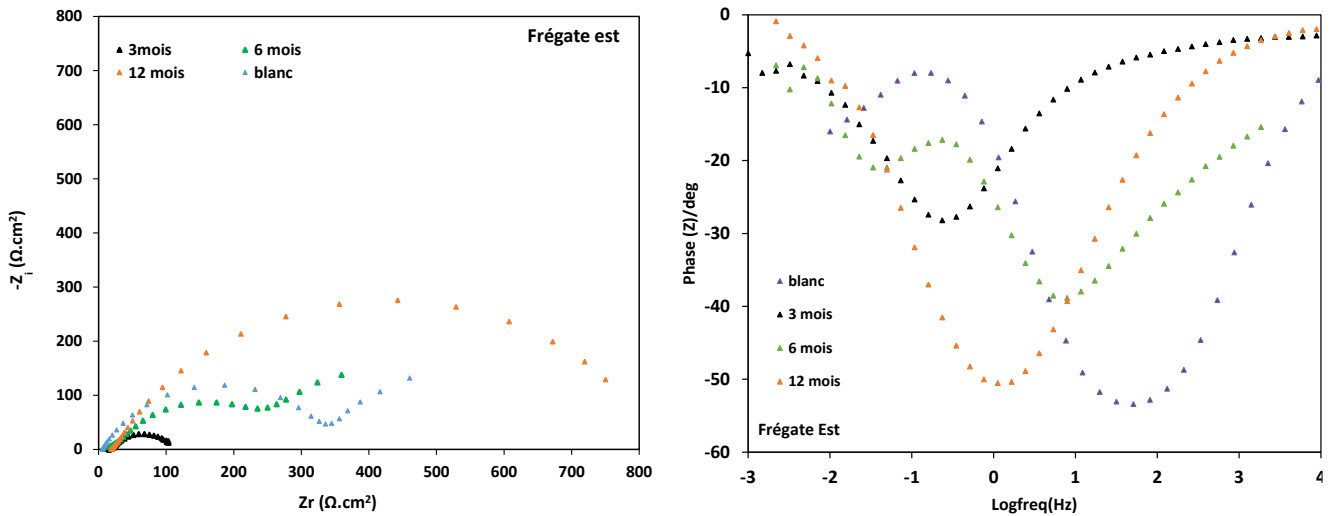 Frégate est
3mois
6 mois
12 mois
blanc
800
700
600
500
400
300
200
100
0
-Zi (Ω.cm²)
0 100 200 300 400 500 600 700 800
Zr (Ω.cm²)
0
-10
-20
-30
-40
-50
-60
Phase (Z)/deg
blanc
3 mois
6 mois
12 mois
Frégate Est
-3 -2 -1 0 1 2 3 4
Logfreq(Hz)